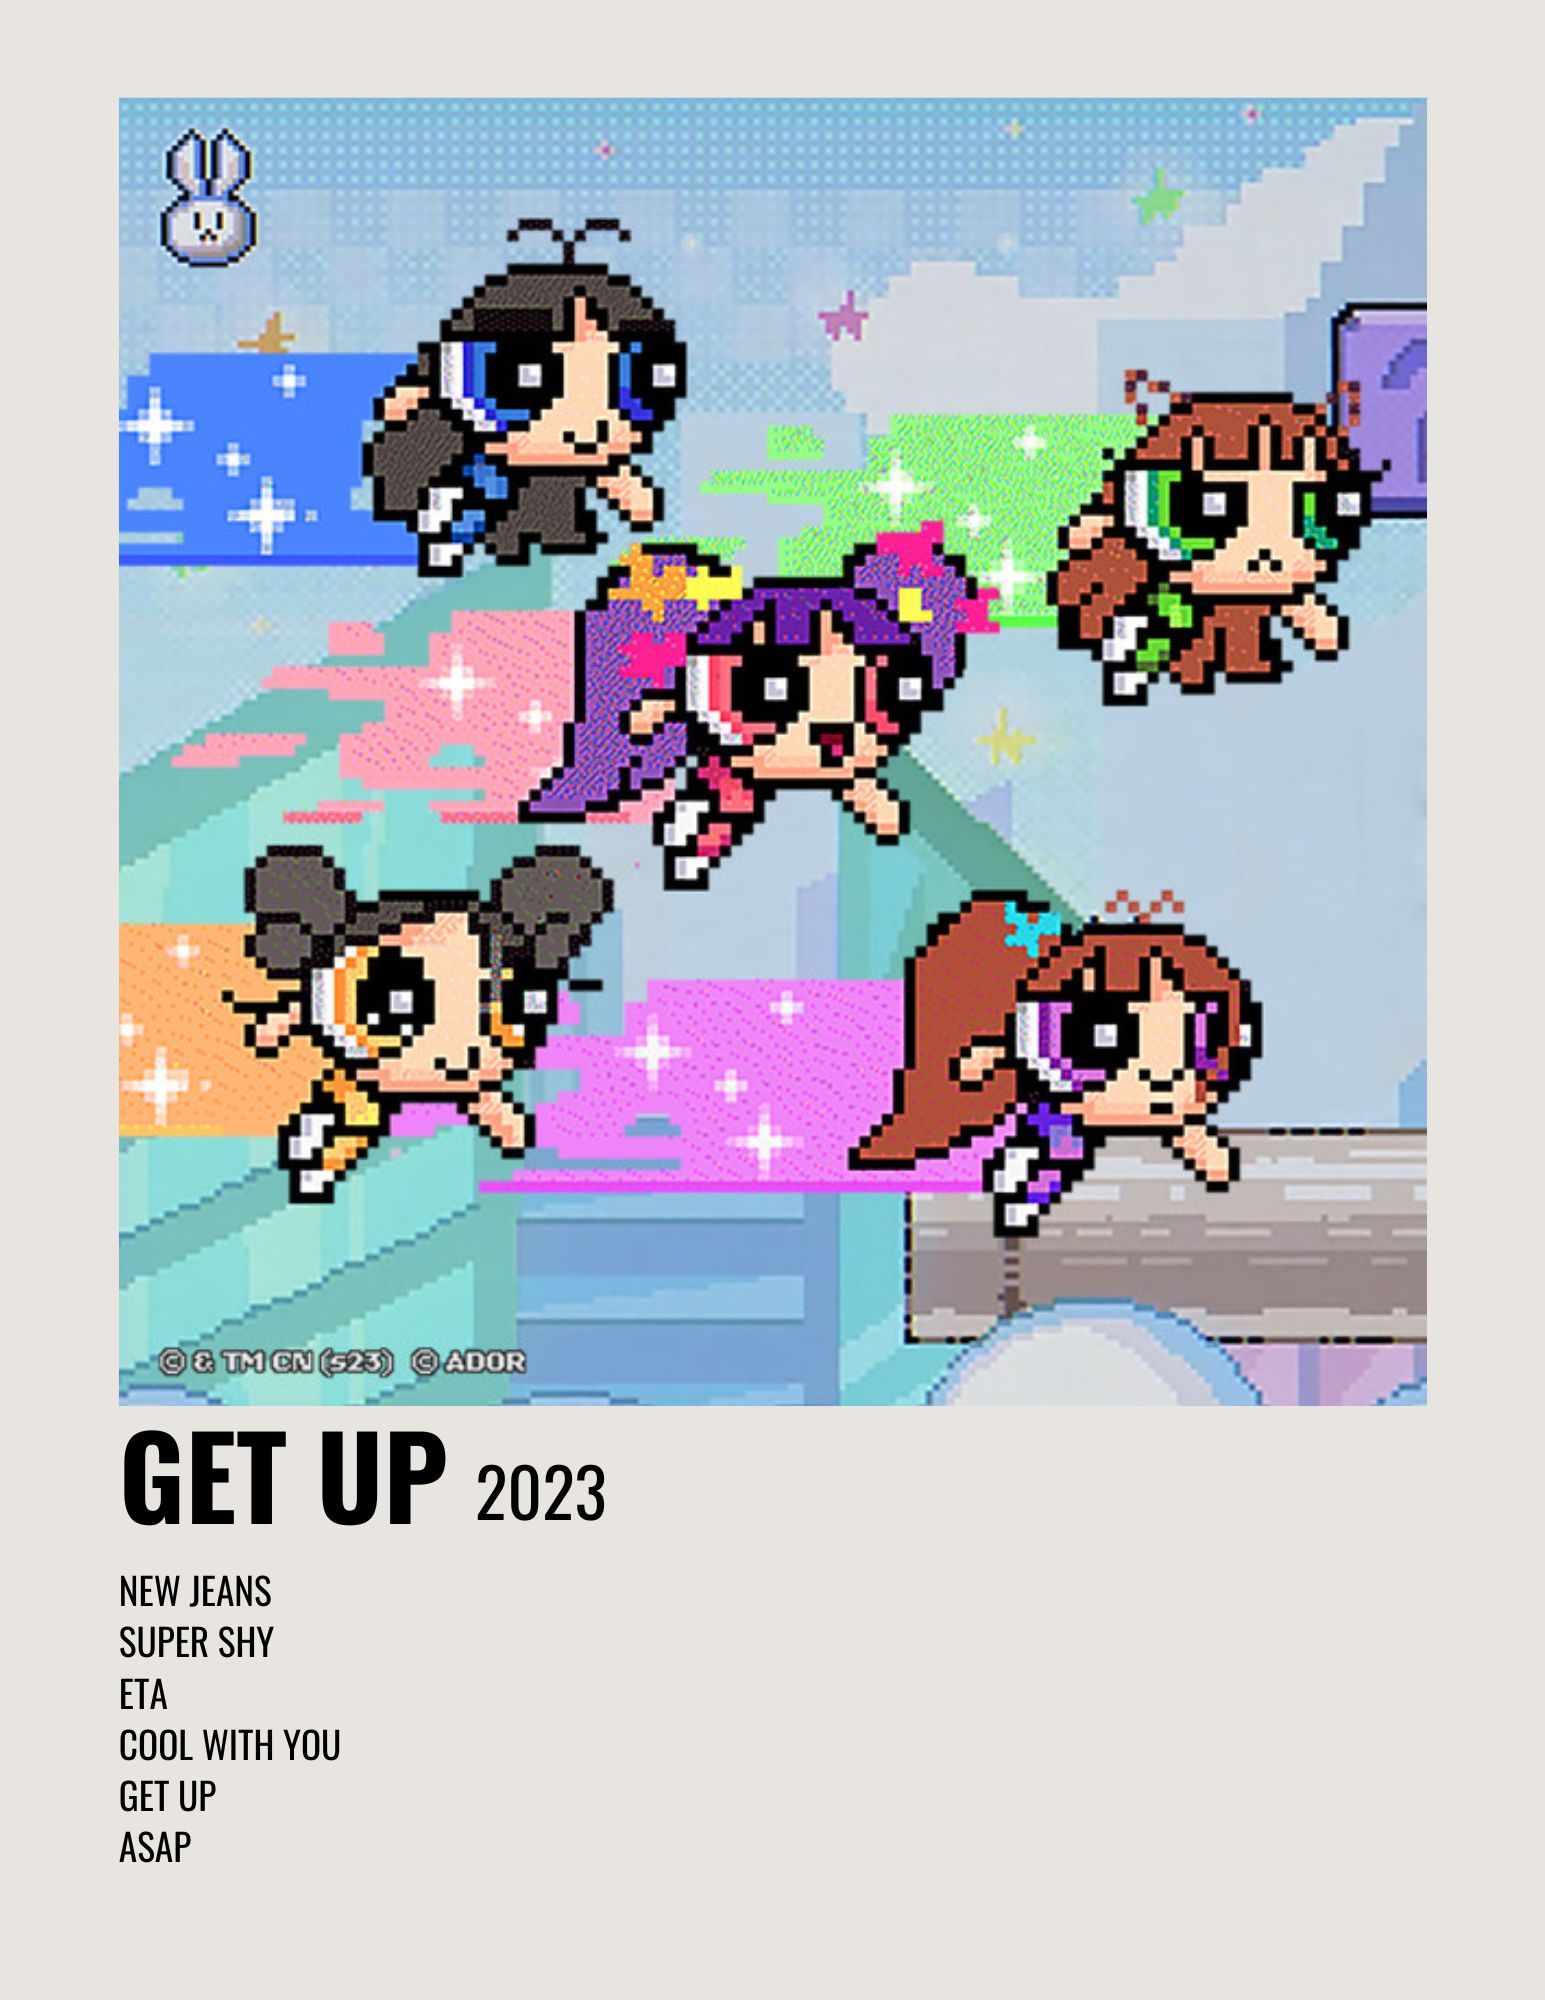 © & TM CN (s23) © ADOR
GET UP 2023
NEW JEANS
SUPER SHY
ETA
COOL WITH YOU
GET UP
ASAP